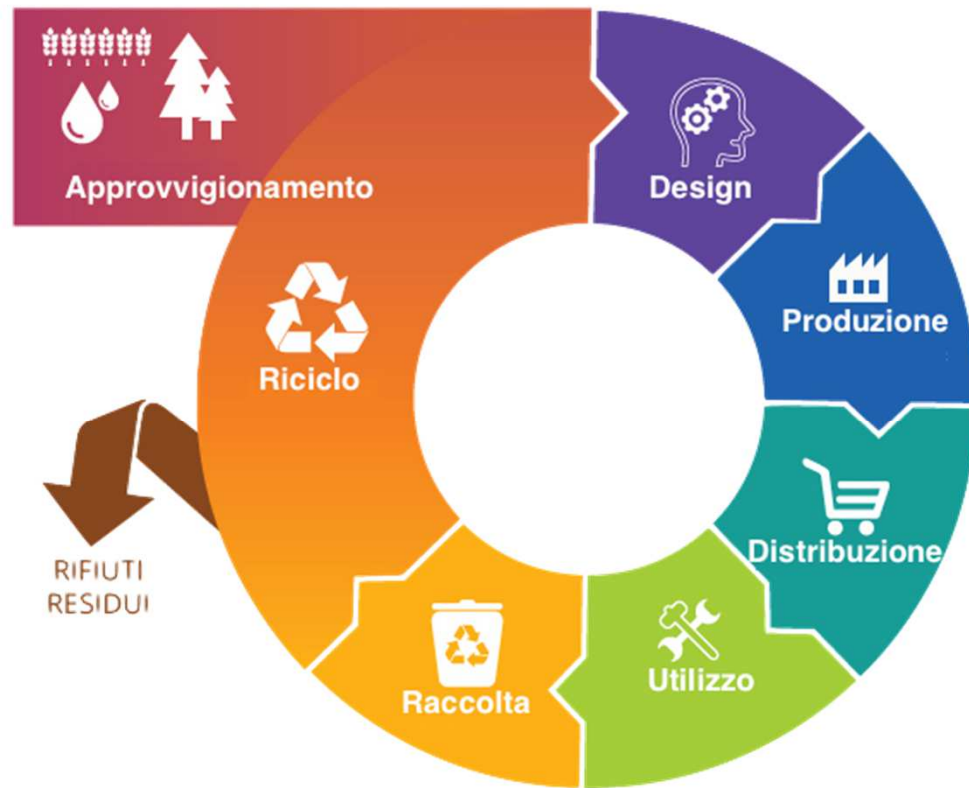 Approvvigionamento
Design
Produzione
Distribuzione
Utilizzo
Raccolta
Riciclo
RIFIUTI
RESIDUI